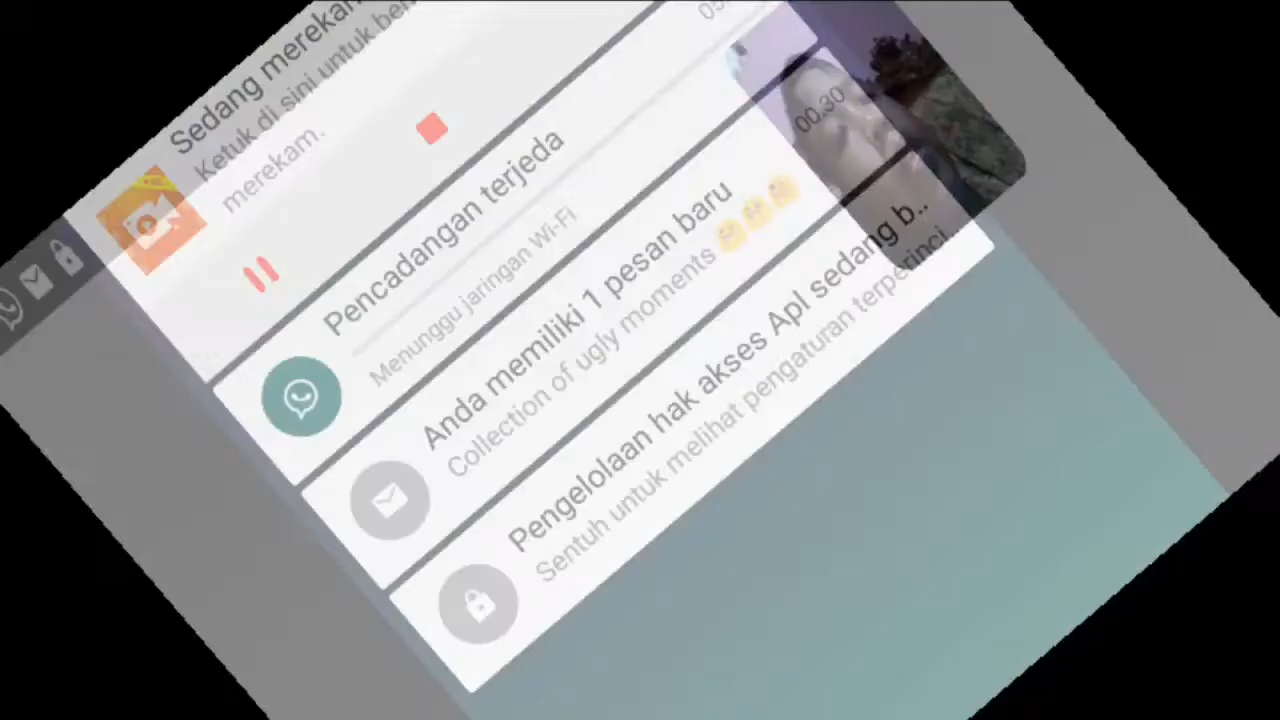 Sedang merekam
Ketuk di sini untuk
merekam.
Pencadangan terjeda
Menunggu jaringan Wi-Fi
00.30
Anda memiliki 1 pesan baru
Collection of ugly moments 🤗🤗🤗
Pengelolaan hak akses Apl sedang b..
Sentuh untuk melihat pengaturan terperinci